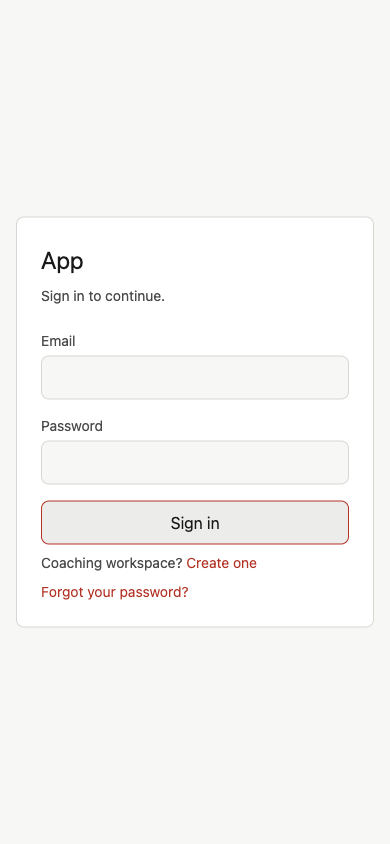 App
Sign in to continue.
Email
Password
Sign in
Coaching workspace? Create one
Forgot your password?